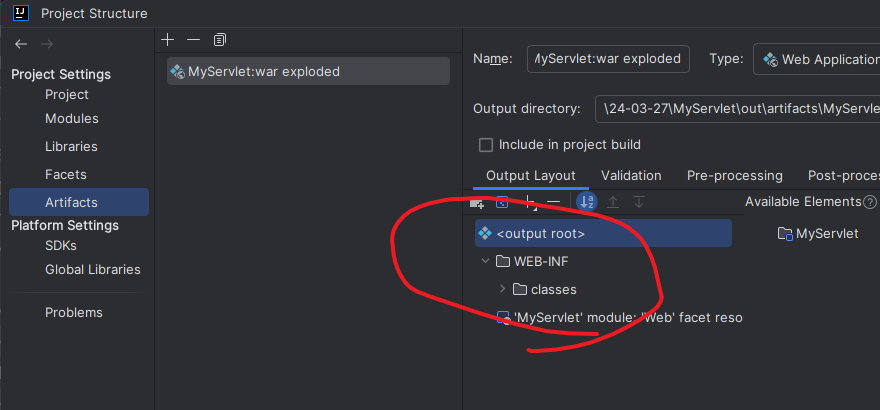 Project Structure
Project Settings
Project
Modules
Libraries
Facets
Artifacts
Platform Settings
SDKs
Global Libraries
Problems
MyServlet:war exploded
Name: MyServlet:war exploded Type: Web Application
Output directory: \24-03-27\MyServlet\out\artifacts\MyServle
Include in project build
Output Layout Validation Pre-processing Post-proces
Available Elements
<output root>
WEB-INF
classes
'MyServlet' module: 'Web' facet reso
MyServlet